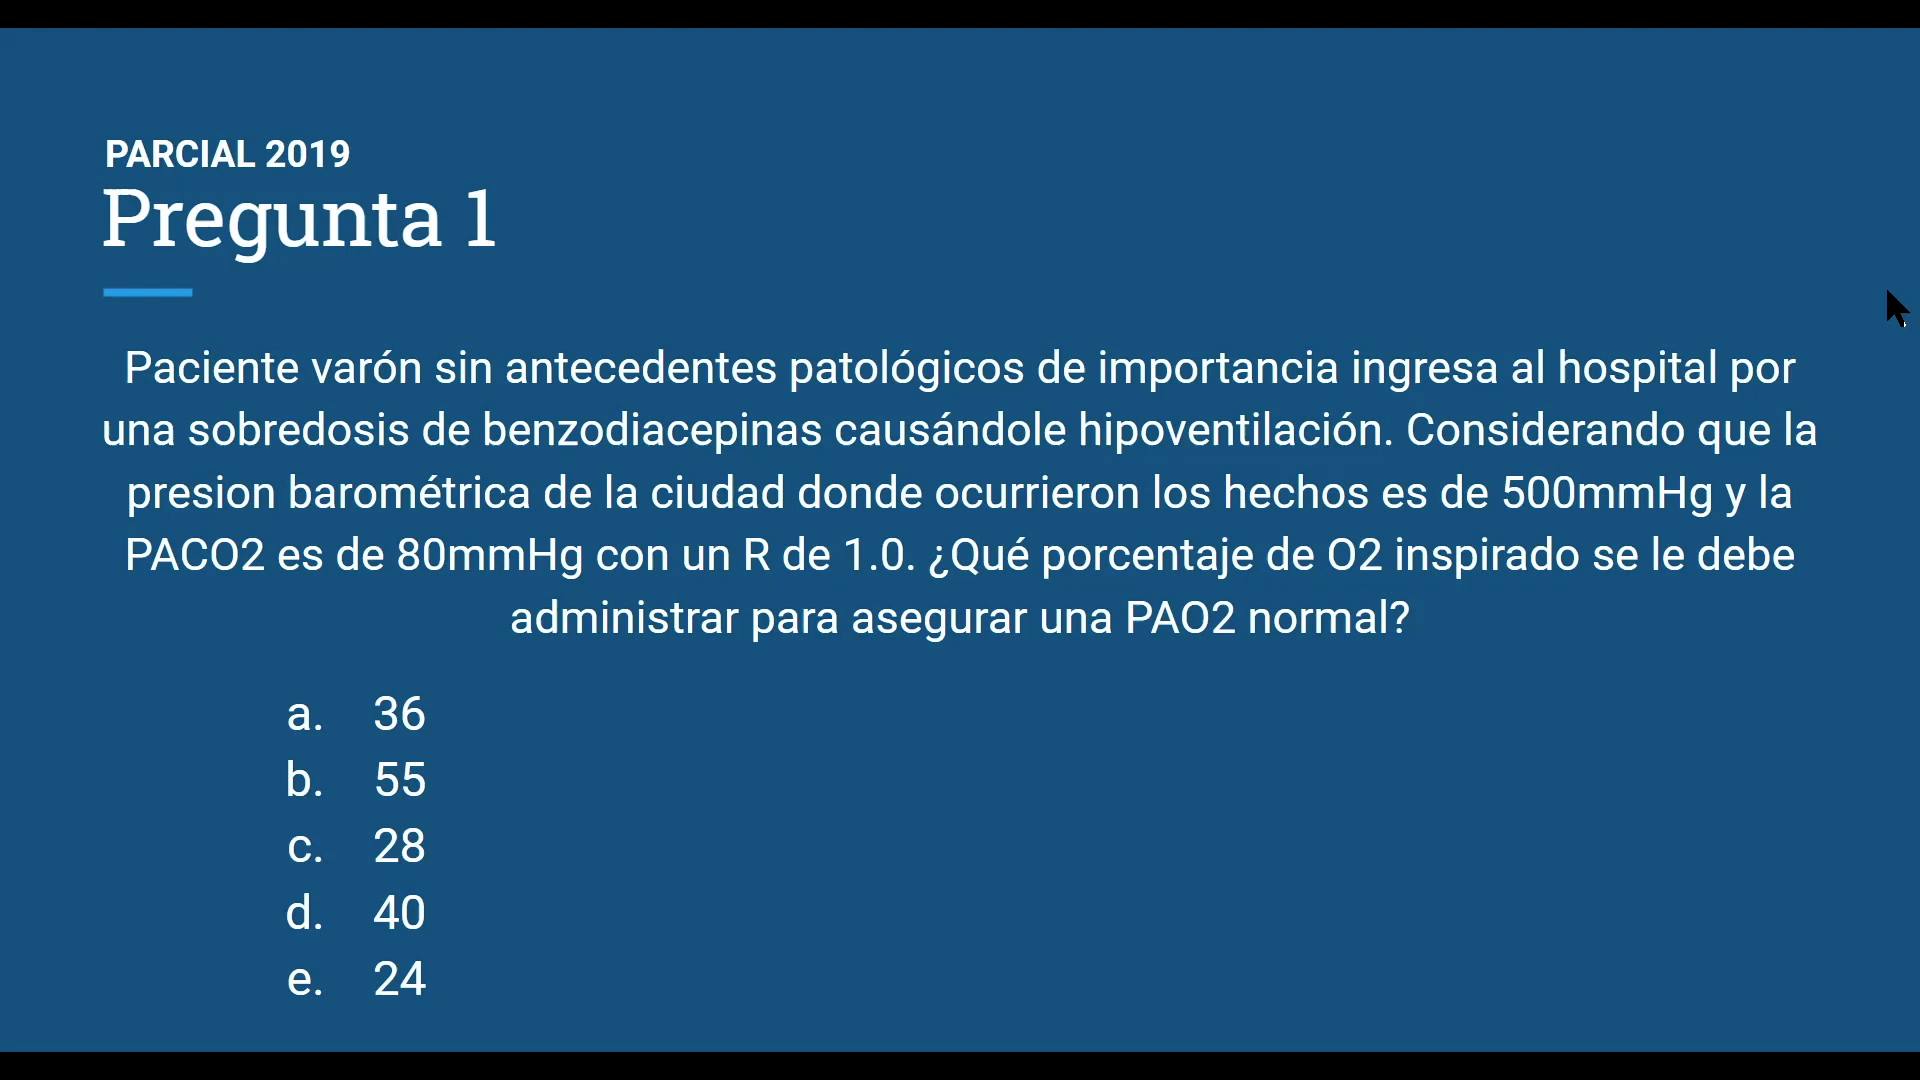 PARCIAL 2019
Pregunta 1
Paciente varón sin antecedentes patológicos de importancia ingresa al hospital por
una sobredosis de benzodiacepinas causándole hipoventilación. Considerando que la
presion barométrica de la ciudad donde ocurrieron los hechos es de 500mmHg y la
PACO2 es de 80mmHg con un R de 1.0. ¿Qué porcentaje de O2 inspirado se le debe
administrar para asegurar una PAO2 normal?
a. 36
b. 55
c. 28
d. 40
e. 24